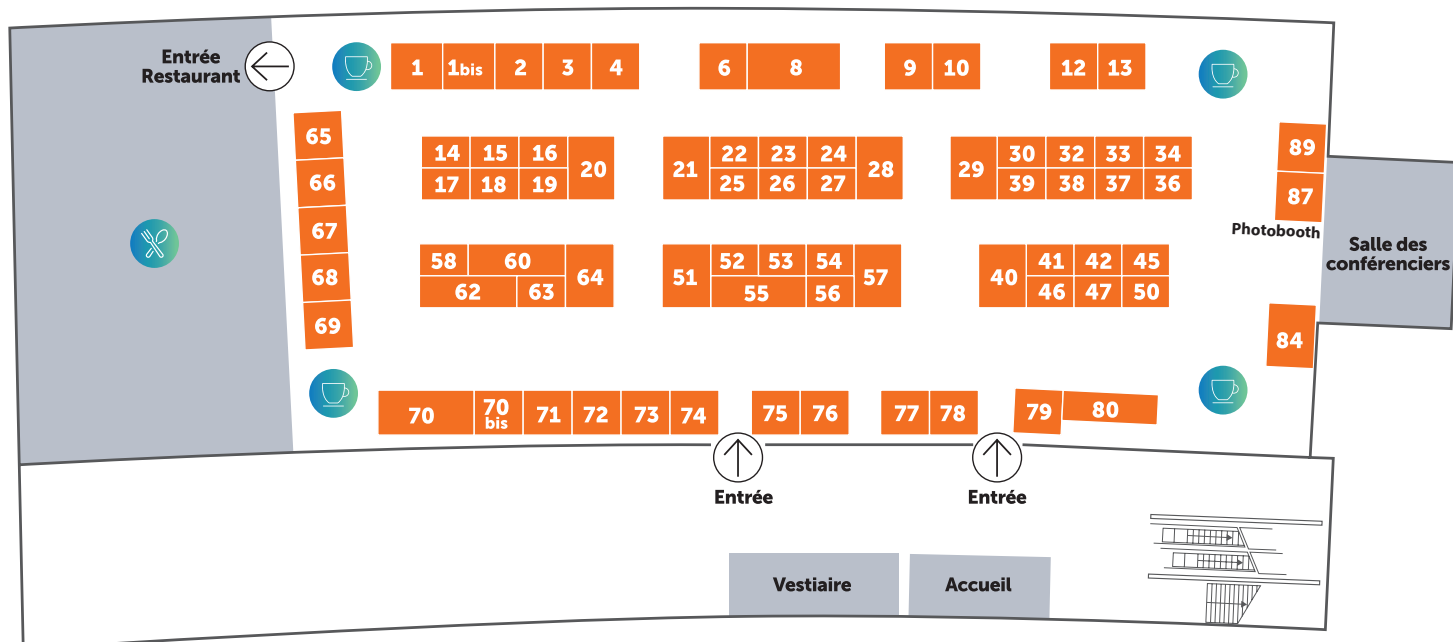 Entrée
Restaurant
1 1bis 2 3 4 6 8 9 10 12 13
65
66
67
68
69
14 15 16 20
17 18 19
21 22 23 24 28
25 26 27
29 30 32 33 34
39 38 37 36
89
87
Photobooth
Salle des
conférenciers
58 60 64
62 63
51 52 53 54 57
55 56
40 41 42 45
46 47 50
84
70 70 bis 71 72 73 74 75 76 77 78 79 80
Entrée
Entrée
Vestiaire
Accueil